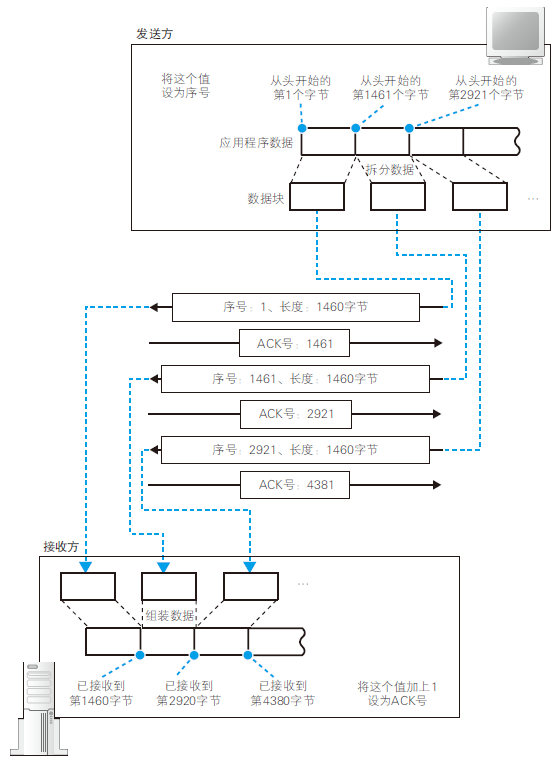 发送方
将这个值
设为序号
从头开始的
第1个字节
从头开始的
第1461个字节
从头开始的
第2921个字节
应用程序数据
拆分数据
数据块
…
序号：1、长度：1460字节
ACK号：1461
序号：1461、长度：1460字节
ACK号：2921
序号：2921、长度：1460字节
ACK号：4381
接收方
…
组装数据
已接收到
第1460字节
已接收到
第2920字节
已接收到
第4380字节
将这个值加上1
设为ACK号